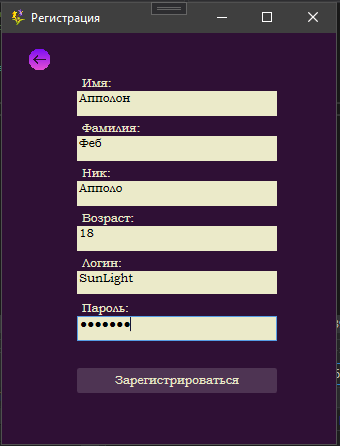 Регистрация
Имя:
Апполон
Фамилия:
Феб
Ник:
Апполо
Возраст:
18
Логин:
SunLight
Пароль:
●●●●●●●
Зарегистрироваться